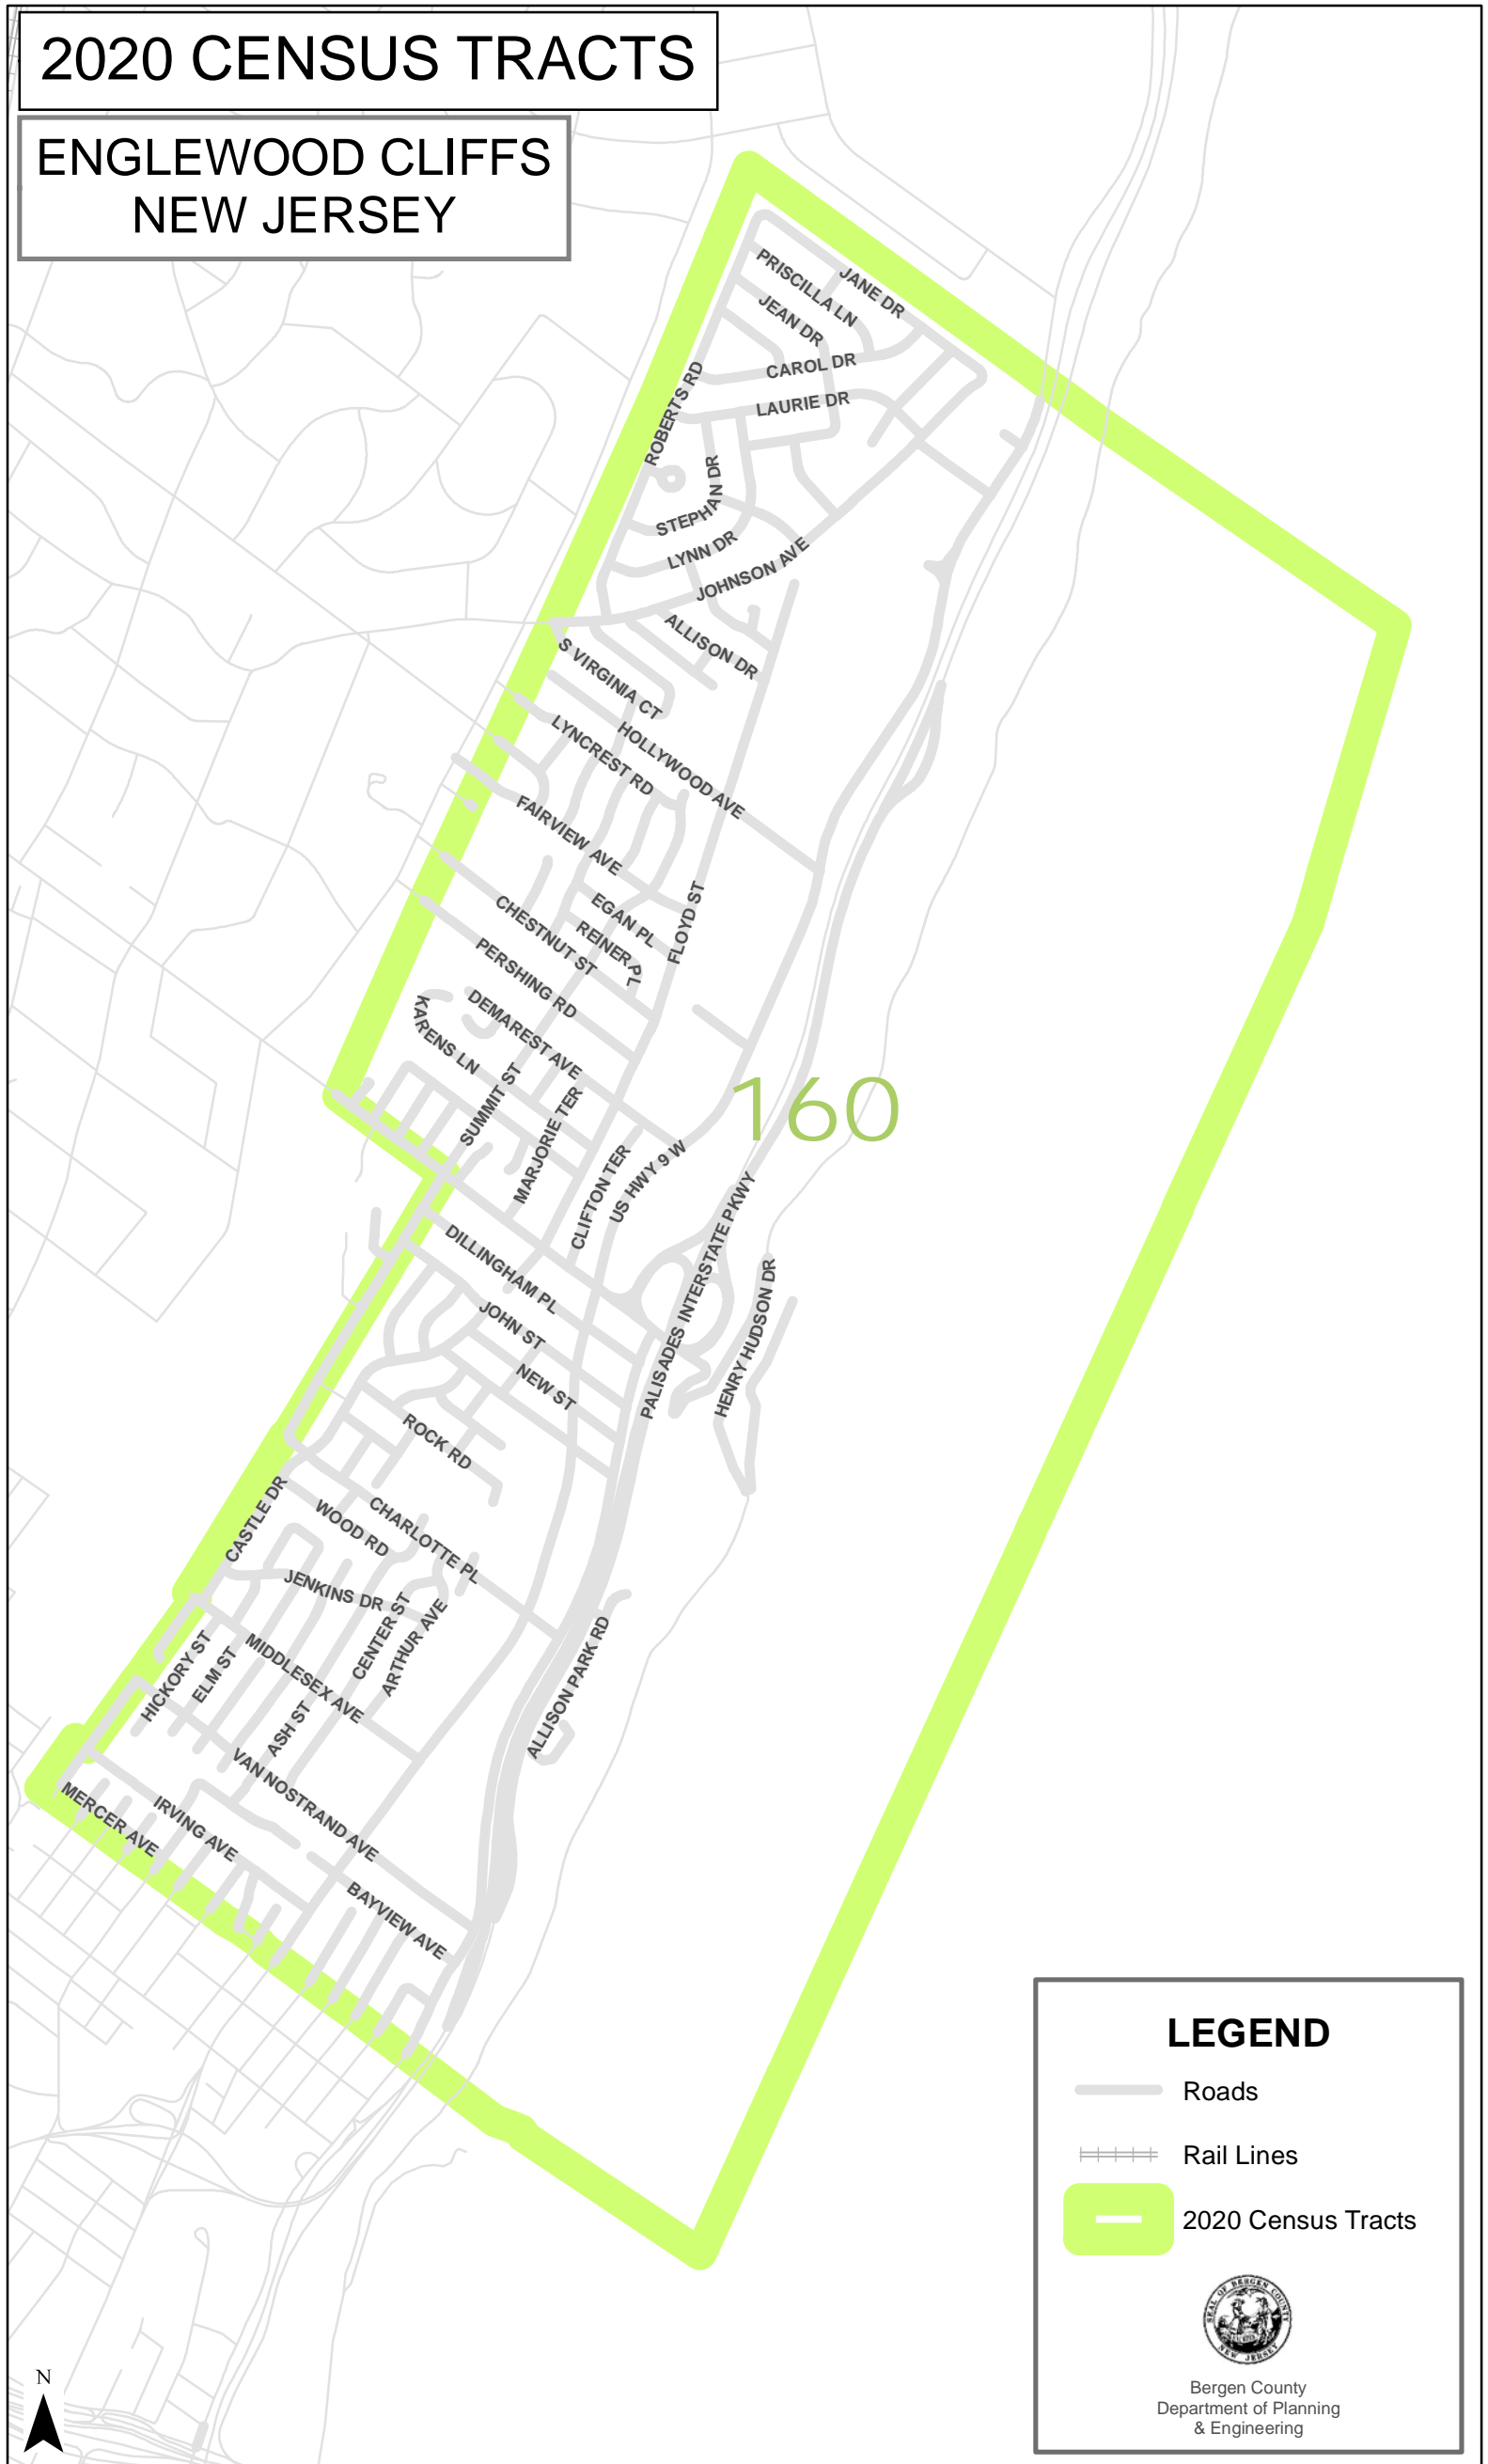 2020 CENSUS TRACTS
ENGLEWOOD CLIFFS
NEW JERSEY
PRISCILLA LN
JANE DR
JEAN DR
CAROL DR
LAURIE DR
ROBERTS RD
STEPHAN DR
LYNN DR
JOHNSON AVE
ALLISON DR
S VIRGINIA CT
HOLLYWOOD AVE
LYNCREST RD
FAIRVIEW AVE
EGAN PL
REINER PL
FLOYD ST
CHESTNUT ST
PERSHING RD
DEMAREST AVE
KARENS LN
SUMMIT ST
MARJORIE TER
160
CLIFTON TER
US HWY 9 W
PALISADES INTERSTATE PKWY
HENRY HUDSON DR
DILLINGHAM PL
JOHN ST
NEW ST
ROCK RD
CASTLE DR
WOOD RD
CHARLOTTE PL
JENKINS DR
CENTER ST
ARTHUR AVE
HICKORY ST
ELM ST
MIDDLESEX AVE
ASH ST
ALLISON PARK RD
VAN NOSTRAND AVE
MERCER AVE
IRVING AVE
BAYVIEW AVE
LEGEND
Roads
Rail Lines
2020 Census Tracts
SEAL OF BERGEN COUNTY
NEW JERSEY
Bergen County
Department of Planning
& Engineering
N